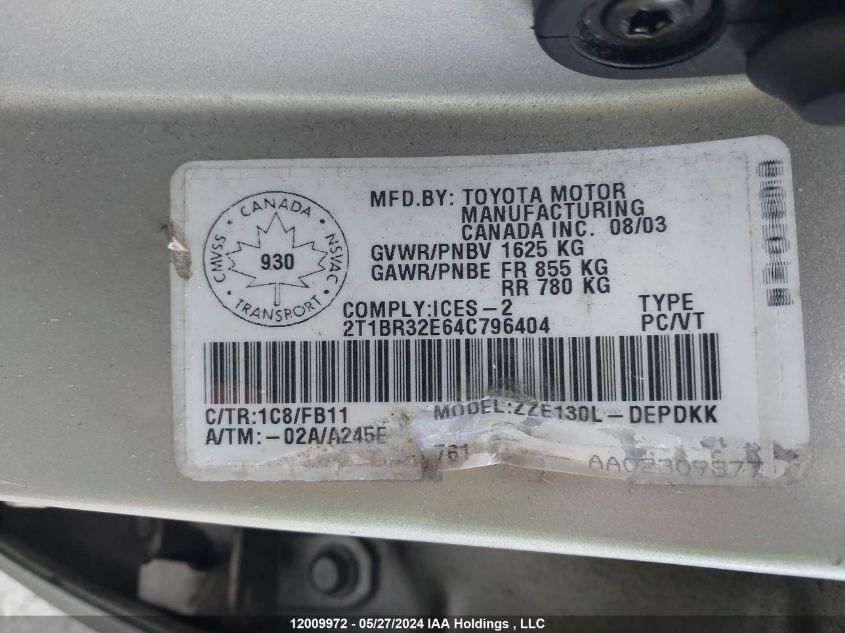 CANADA
CMVSS
NSVAC
930
TRANSPORT
MFD.BY: TOYOTA MOTOR
MANUFACTURING
CANADA INC. 08/03
GVWR/PNBV 1625 KG
GAWR/PNBE FR 855 KG
RR 780 KG
COMPLY:ICES-2
2T1BR32E64C796404
TYPE
PC/VT
C/TR:1C8/FB11
MODEL:ZZE130L-DEPDKK
A/TM:-02A/A245E
761
AA02309377
12009972 - 05/27/2024 IAA Holdings , LLC